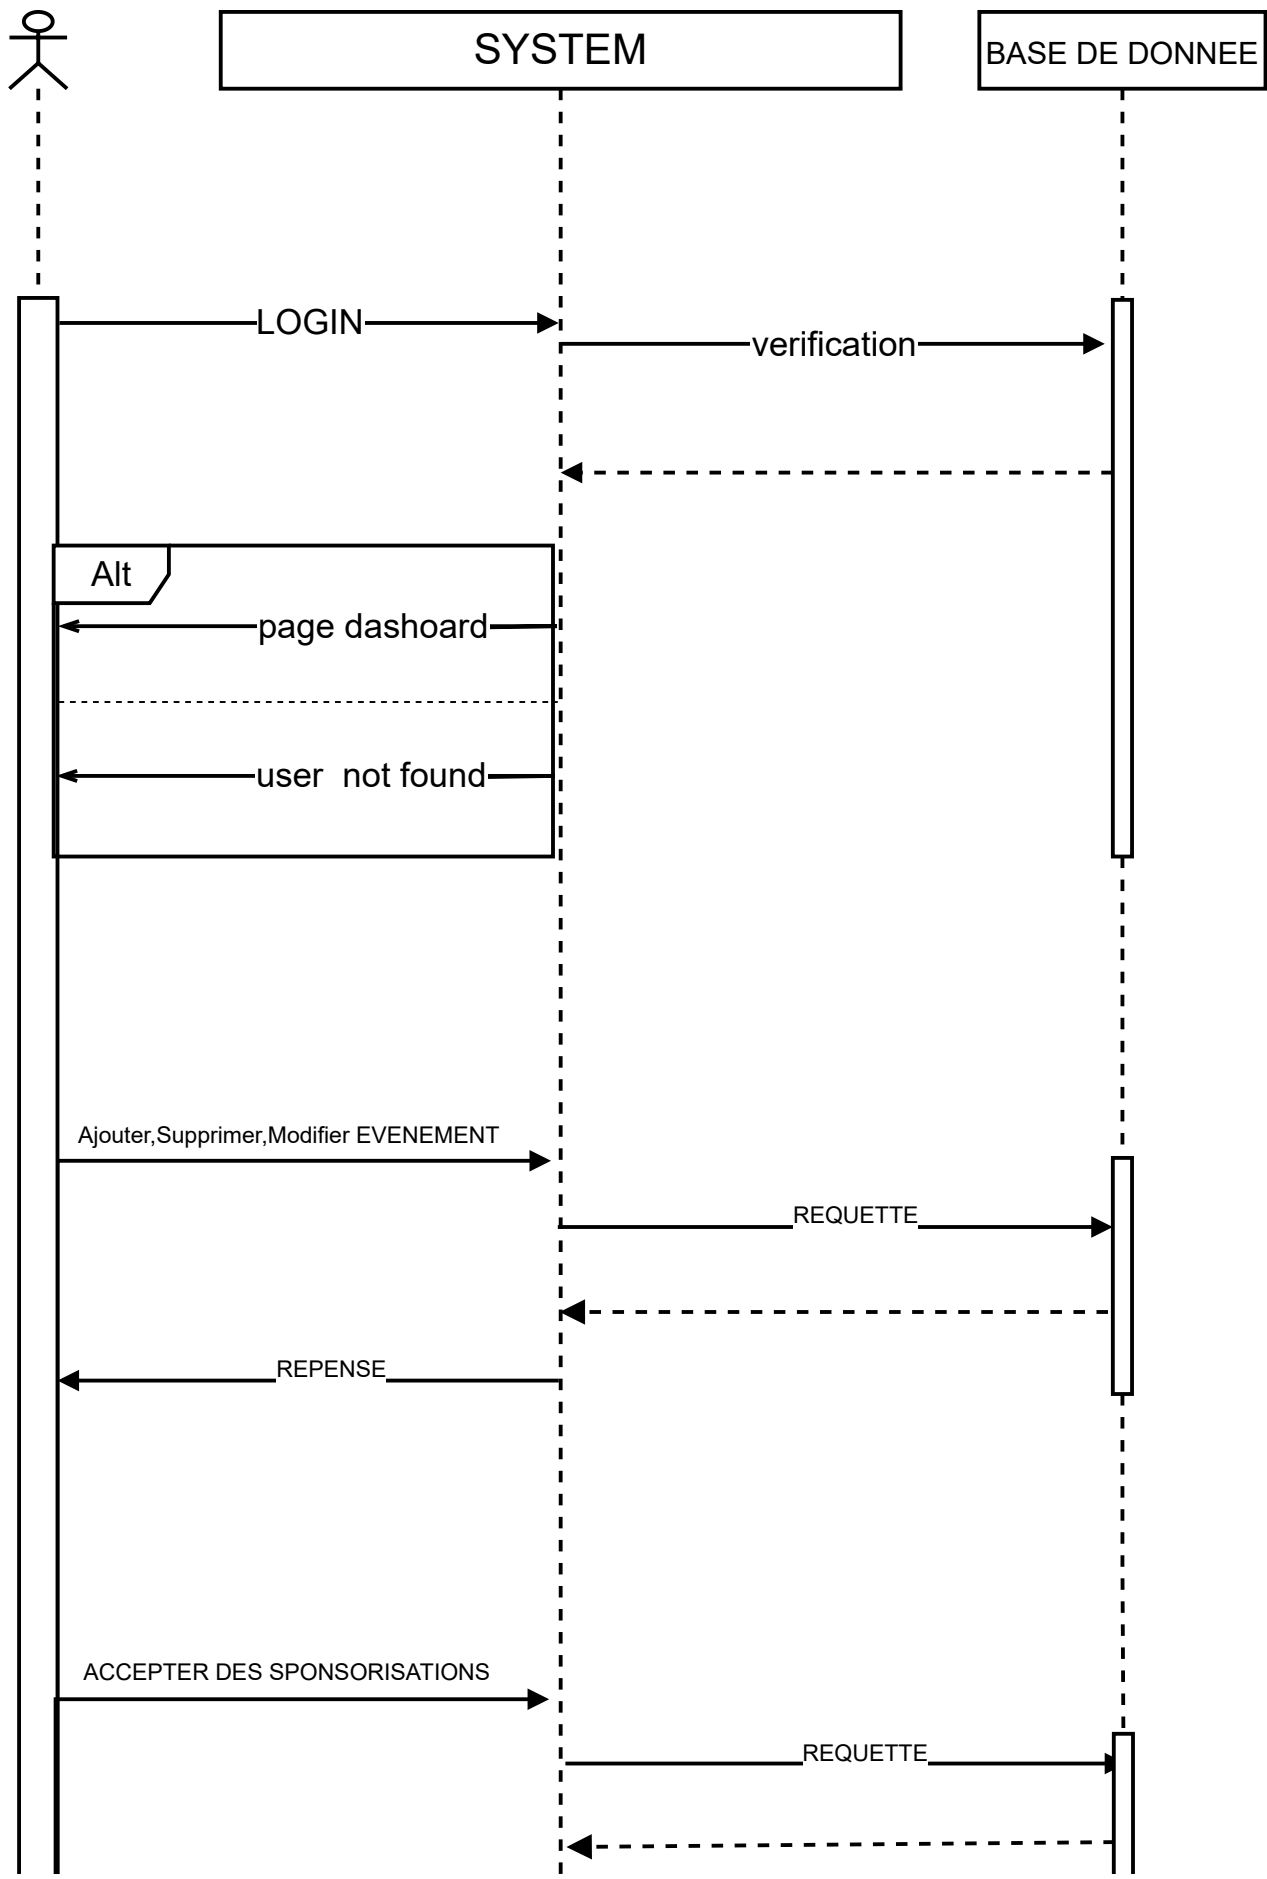 SYSTEM
BASE DE DONNEE
LOGIN
verification
Alt
page dashoard
user  not found
Ajouter,Supprimer,Modifier EVENEMENT
REQUETTE
REPENSE
ACCEPTER DES SPONSORISATIONS
REQUETTE